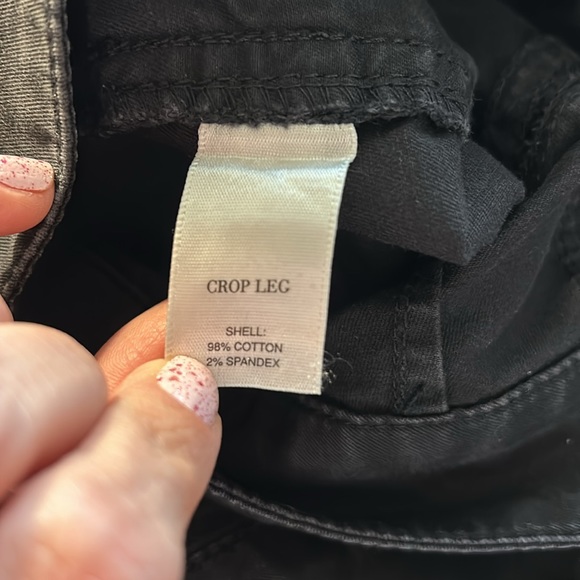 CROP LEG
SHELL:
98% COTTON
2% SPANDEX